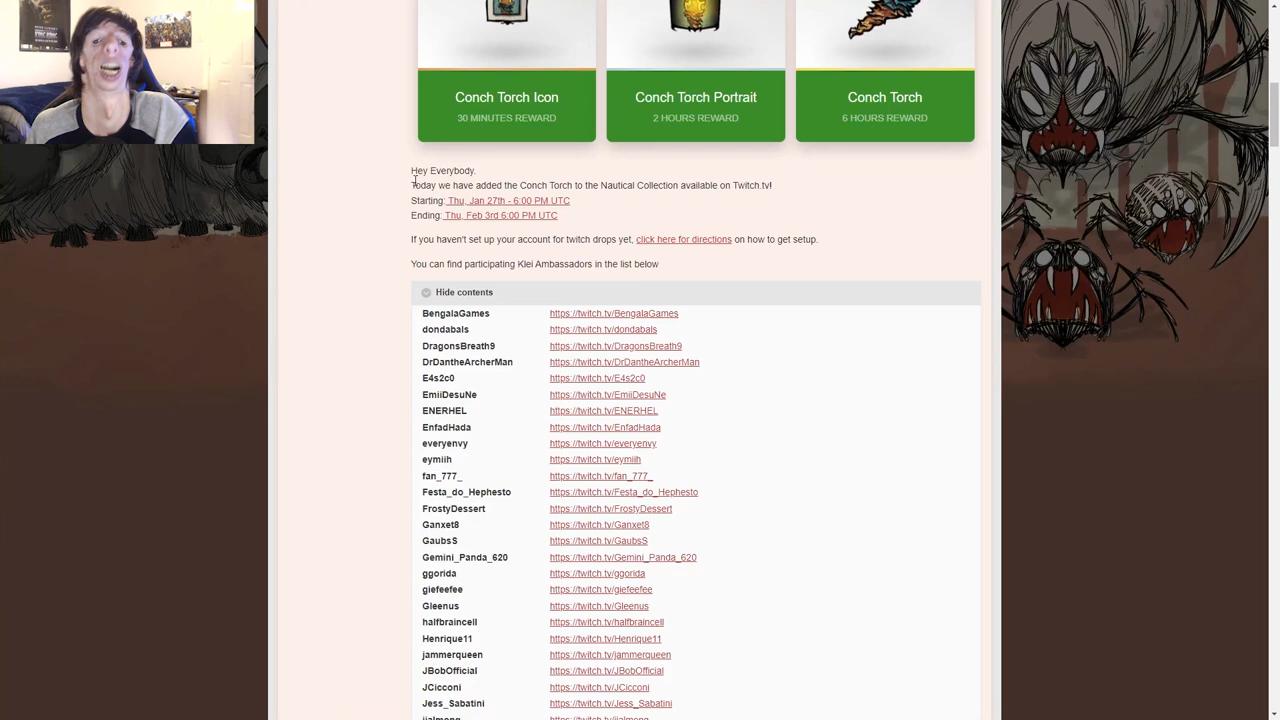 Conch Torch Icon
30 MINUTES REWARD
Conch Torch Portrait
2 HOURS REWARD
Conch Torch
6 HOURS REWARD
Hey Everybody.
Today we have added the Conch Torch to the Nautical Collection available on Twitch.tv!
Starting: Thu, Jan 27th - 6:00 PM UTC
Ending: Thu, Feb 3rd 6:00 PM UTC
If you haven't set up your account for twitch drops yet, click here for directions on how to get setup.
You can find participating Klei Ambassadors in the list below
Hide contents
BengalaGames https://twitch.tv/BengalaGames
dondabals https://twitch.tv/dondabals
DragonsBreath9 https://twitch.tv/DragonsBreath9
DrDantheArcherMan https://twitch.tv/DrDantheArcherMan
E4s2c0 https://twitch.tv/E4s2c0
EmiiDesuNe https://twitch.tv/EmiiDesuNe
ENERHEL https://twitch.tv/ENERHEL
EnfadHada https://twitch.tv/EnfadHada
everyenvy https://twitch.tv/everyenvy
eymiih https://twitch.tv/eymiih
fan_777_ https://twitch.tv/fan_777_
Festa_do_Hephesto https://twitch.tv/Festa_do_Hephesto
FrostyDessert https://twitch.tv/FrostyDessert
Ganxet8 https://twitch.tv/Ganxet8
GaubsS https://twitch.tv/GaubsS
Gemini_Panda_620 https://twitch.tv/Gemini_Panda_620
ggorida https://twitch.tv/ggorida
giefeefee https://twitch.tv/giefeefee
Gleenus https://twitch.tv/Gleenus
halfbraincell https://twitch.tv/halfbraincell
Henrique11 https://twitch.tv/Henrique11
jammerqueen https://twitch.tv/jammerqueen
JBobOfficial https://twitch.tv/JBobOfficial
JCicconi https://twitch.tv/JCicconi
Jess_Sabatini https://twitch.tv/Jess_Sabatini